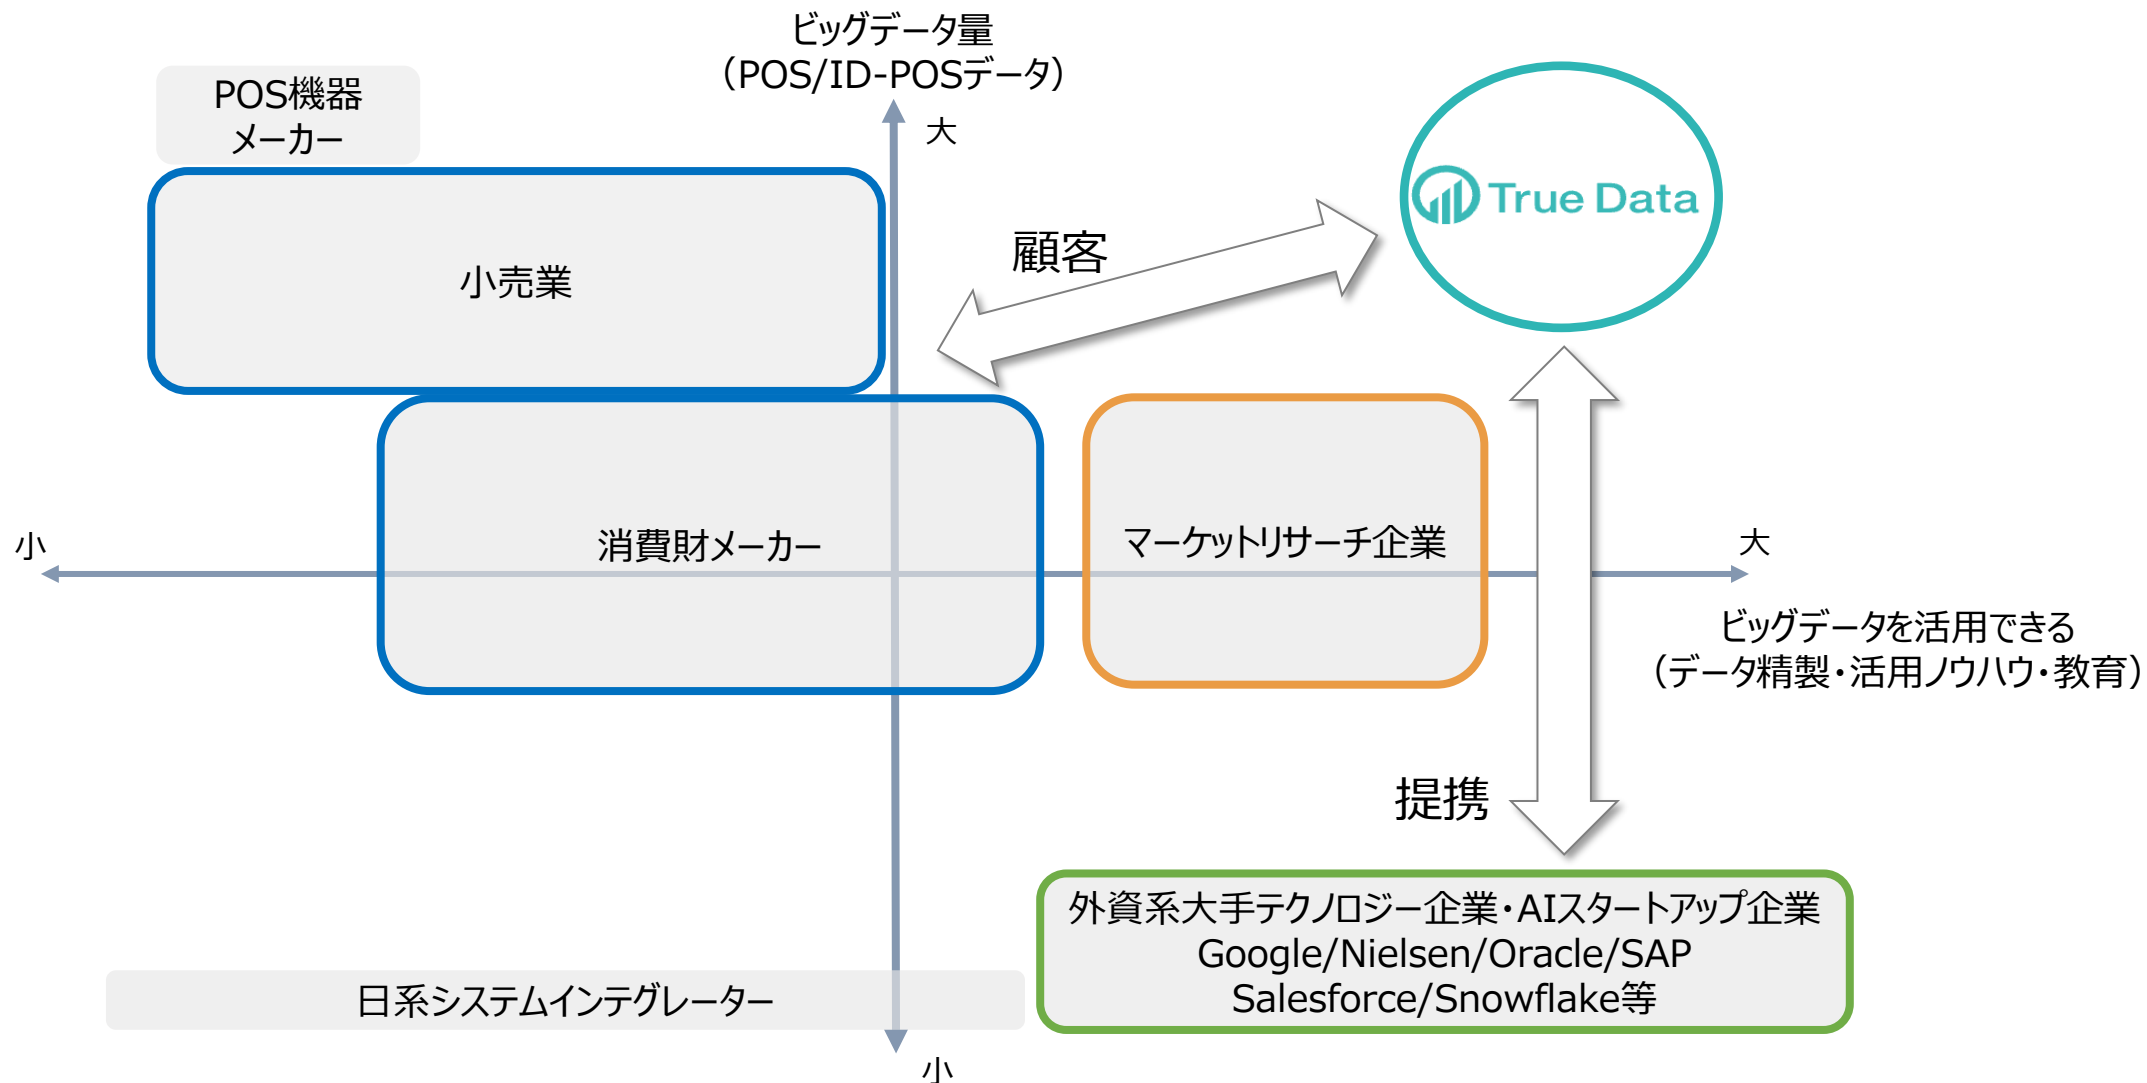 ビッグデータ量
（POS/ID-POSデータ）
大
POS機器
メーカー
True Data
顧客
小売業
小
消費財メーカー
マーケットリサーチ企業
大
ビッグデータを活用できる
（データ精製・活用ノウハウ・教育）
提携
外資系大手テクノロジー企業・AIスタートアップ企業
Google/Nielsen/Oracle/SAP
Salesforce/Snowflake等
日系システムインテグレーター
小